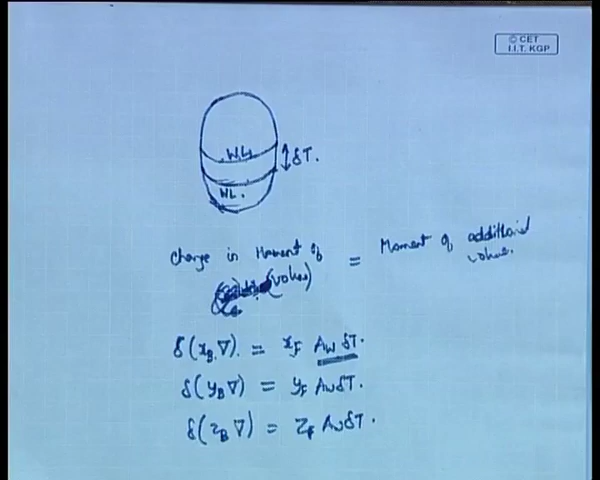 © CET
I.I.T. KGP
W.L.
δT.
WL.
Change in Moment of
(volume)
= Moment of additional
volume.
δ(x_B ∇) = x_F A_W δT.
δ(y_B ∇) = y_F A_W δT.
δ(z_B ∇) = z_F A_W δT.